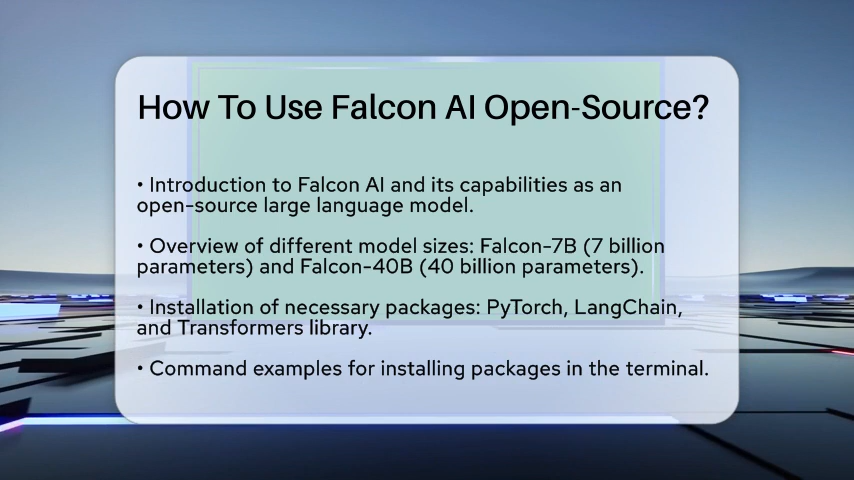 How To Use Falcon AI Open-Source?
• Introduction to Falcon AI and its capabilities as an
open-source large language model.
• Overview of different model sizes: Falcon-7B (7 billion
parameters) and Falcon-40B (40 billion parameters).
• Installation of necessary packages: PyTorch, LangChain,
and Transformers library.
• Command examples for installing packages in the terminal.